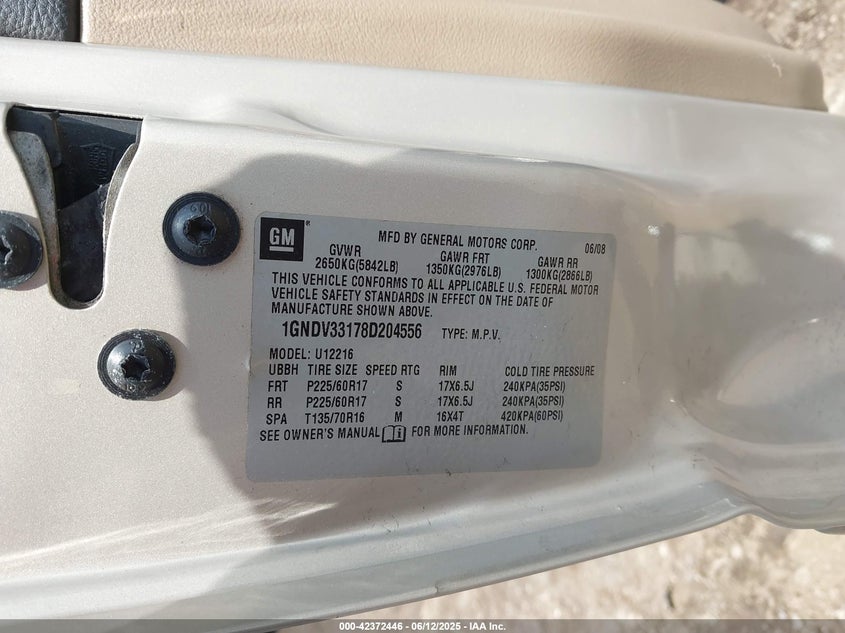 GM ®
MFD BY GENERAL MOTORS CORP. 06/08
GVWR GAWR FRT GAWR RR
2650KG(5842LB) 1350KG(2976LB) 1300KG(2866LB)
THIS VEHICLE CONFORMS TO ALL APPLICABLE U.S. FEDERAL MOTOR
VEHICLE SAFETY STANDARDS IN EFFECT ON THE DATE OF
MANUFACTURE SHOWN ABOVE.
1GNDV33178D204556 TYPE: M.P.V.
MODEL: U12216
UBBH TIRE SIZE SPEED RTG RIM COLD TIRE PRESSURE
FRT P225/60R17 S 17X6.5J 240KPA(35PSI)
RR P225/60R17 S 17X6.5J 240KPA(35PSI)
SPA T135/70R16 M 16X4T 420KPA(60PSI)
SEE OWNER'S MANUAL FOR MORE INFORMATION.
000-42372446 - 06/12/2025 - IAA Inc.